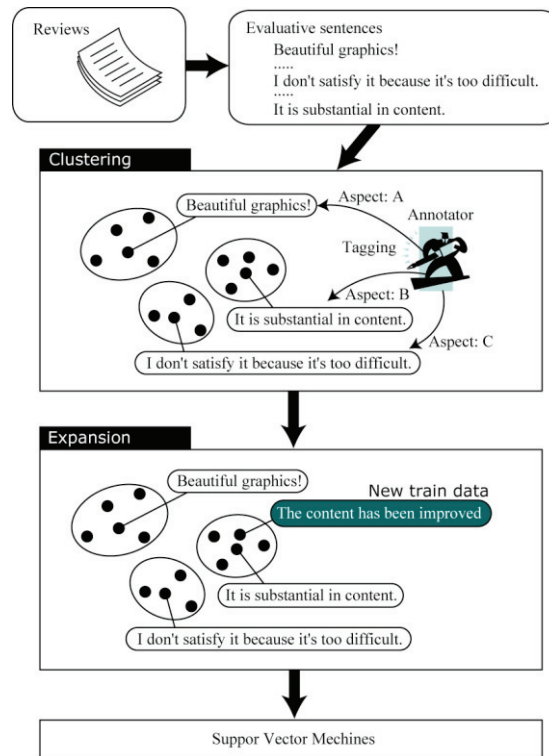 Reviews
Evaluative sentences
Beautiful graphics!
.....
I don't satisfy it because it's too difficult.
.....
It is substantial in content.
Clustering
Aspect: A
Beautiful graphics!
Annotator
Tagging
Aspect: B
It is substantial in content.
Aspect: C
I don't satisfy it because it's too difficult.
Expansion
Beautiful graphics!
New train data
The content has been improved
It is substantial in content.
I don't satisfy it because it's too difficult.
Suppor Vector Mechines